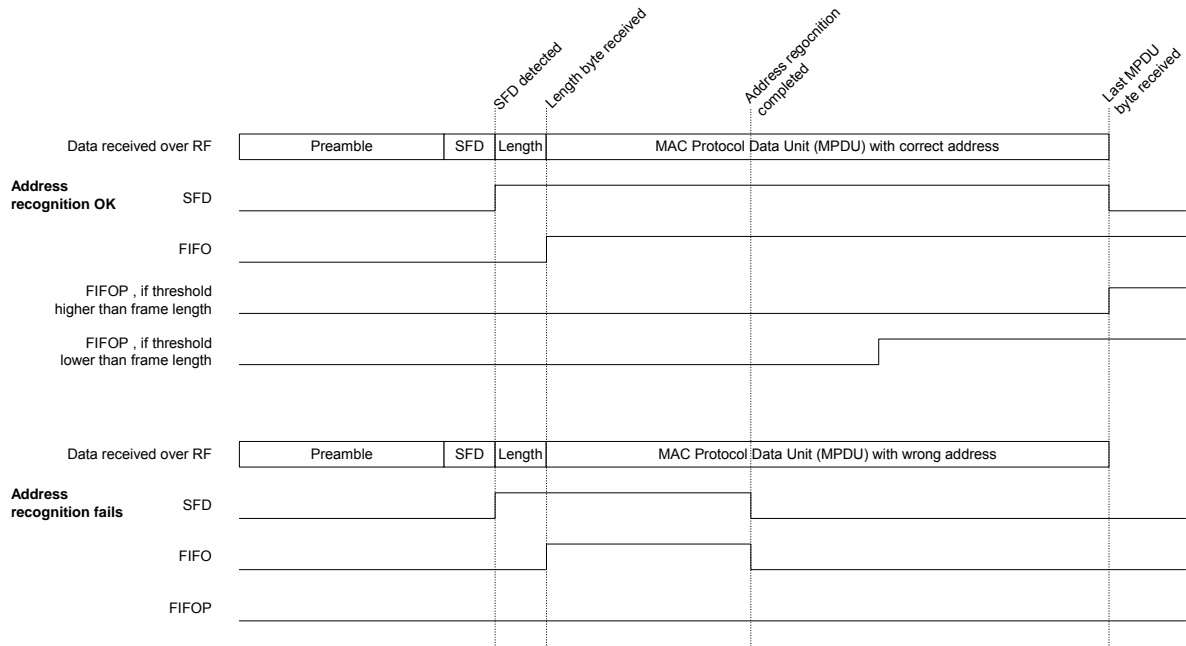 SFD detected
Length byte received
Address regocnition
completed
Last MPDU
byte received
Data received over RF
Preamble
SFD
Length
MAC Protocol Data Unit (MPDU) with correct address
Address
recognition OK
SFD
FIFO
FIFOP , if threshold
higher than frame length
FIFOP , if threshold
lower than frame length
Data received over RF
Preamble
SFD
Length
MAC Protocol Data Unit (MPDU) with wrong address
Address
recognition fails
SFD
FIFO
FIFOP